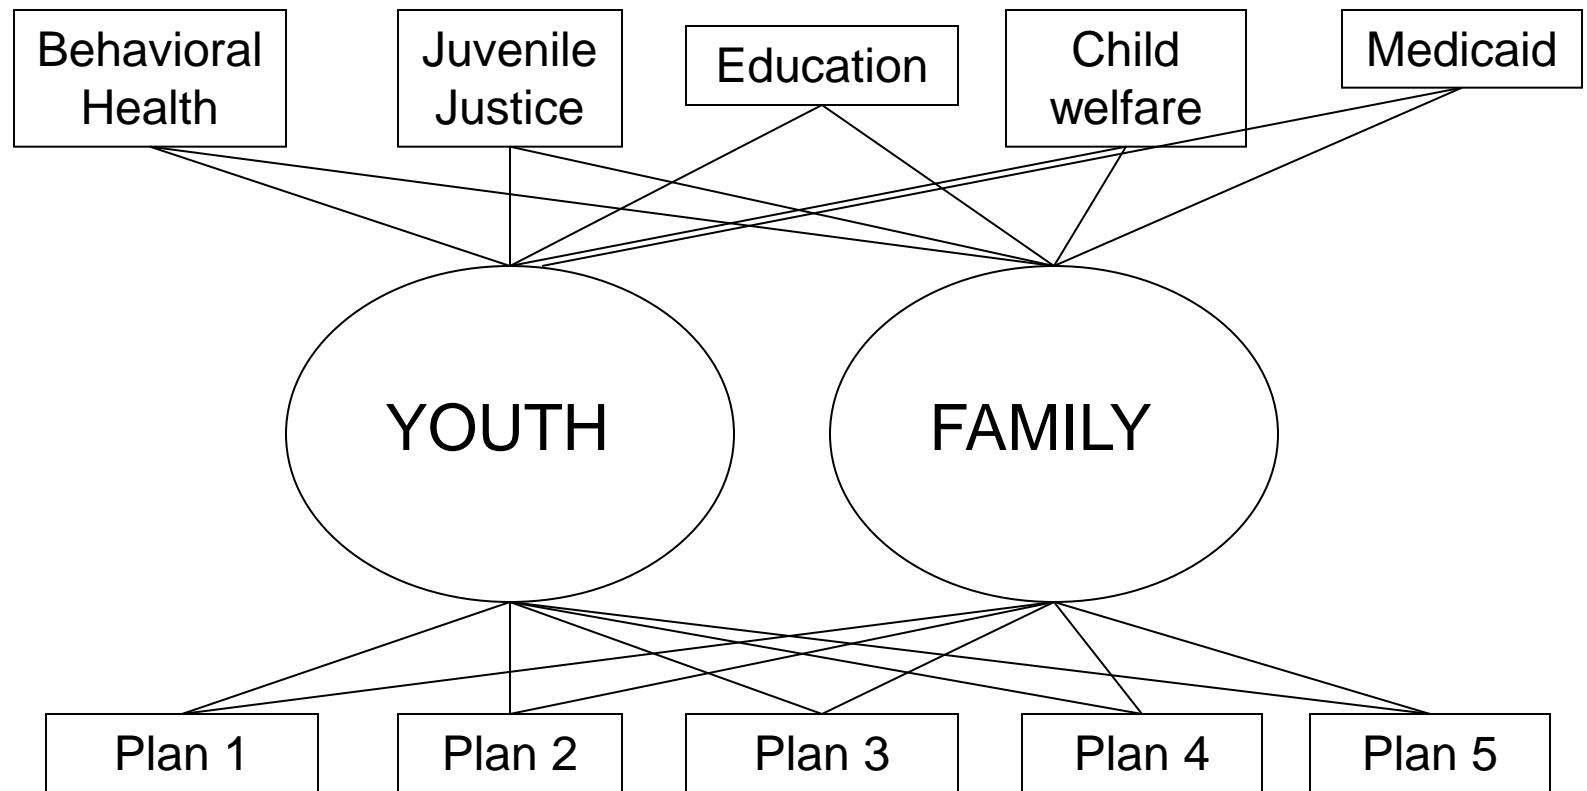 Behavioral
Health
Juvenile
Justice
Education
Child
welfare
Medicaid
YOUTH
FAMILY
Plan 1
Plan 2
Plan 3
Plan 4
Plan 5